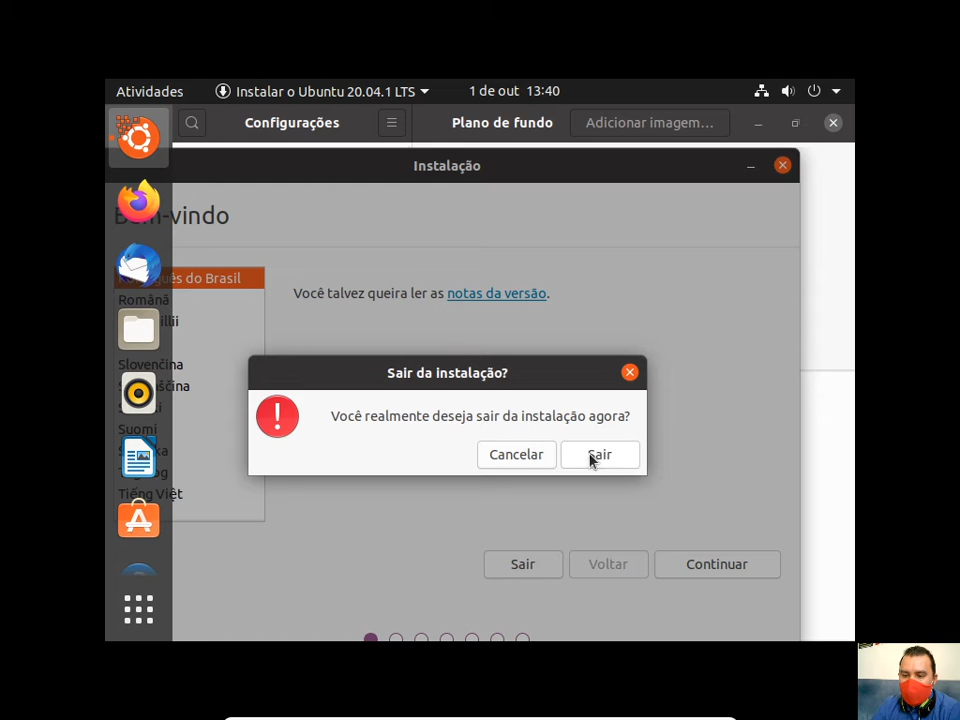 Atividades
Instalar o Ubuntu 20.04.1 LTS
1 de out 13:40
Configurações
Plano de fundo
Adicionar imagem...
Instalação
Bem-vindo
Português do Brasil
Você talvez queira ler as notas da versão.
Română
Slovenčina
Suomi
Tiếng Việt
Sair da instalação?
Você realmente deseja sair da instalação agora?
Cancelar
Sair
Sair
Voltar
Continuar